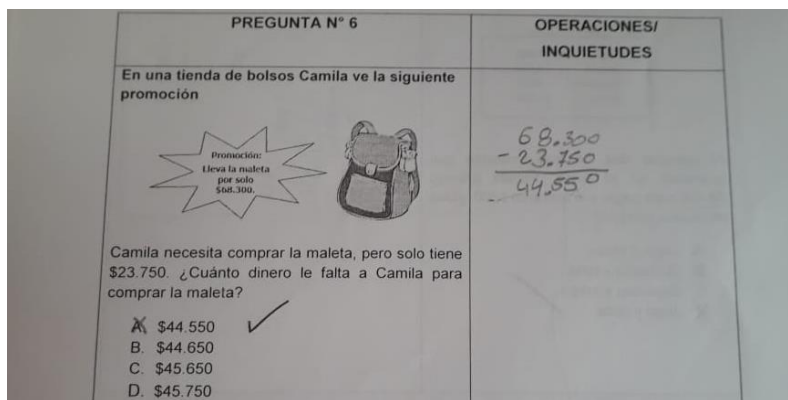 PREGUNTA N° 6
OPERACIONES/
INQUIETUDES
En una tienda de bolsos Camila ve la siguiente
promoción
Promoción:
Lleva la maleta
por solo
$68.300.
68.300
- 23.750
44.550
Camila necesita comprar la maleta, pero solo tiene
$23.750. ¿Cuánto dinero le falta a Camila para
comprar la maleta?
A. $44.550
B. $44.650
C. $45.650
D. $45.750